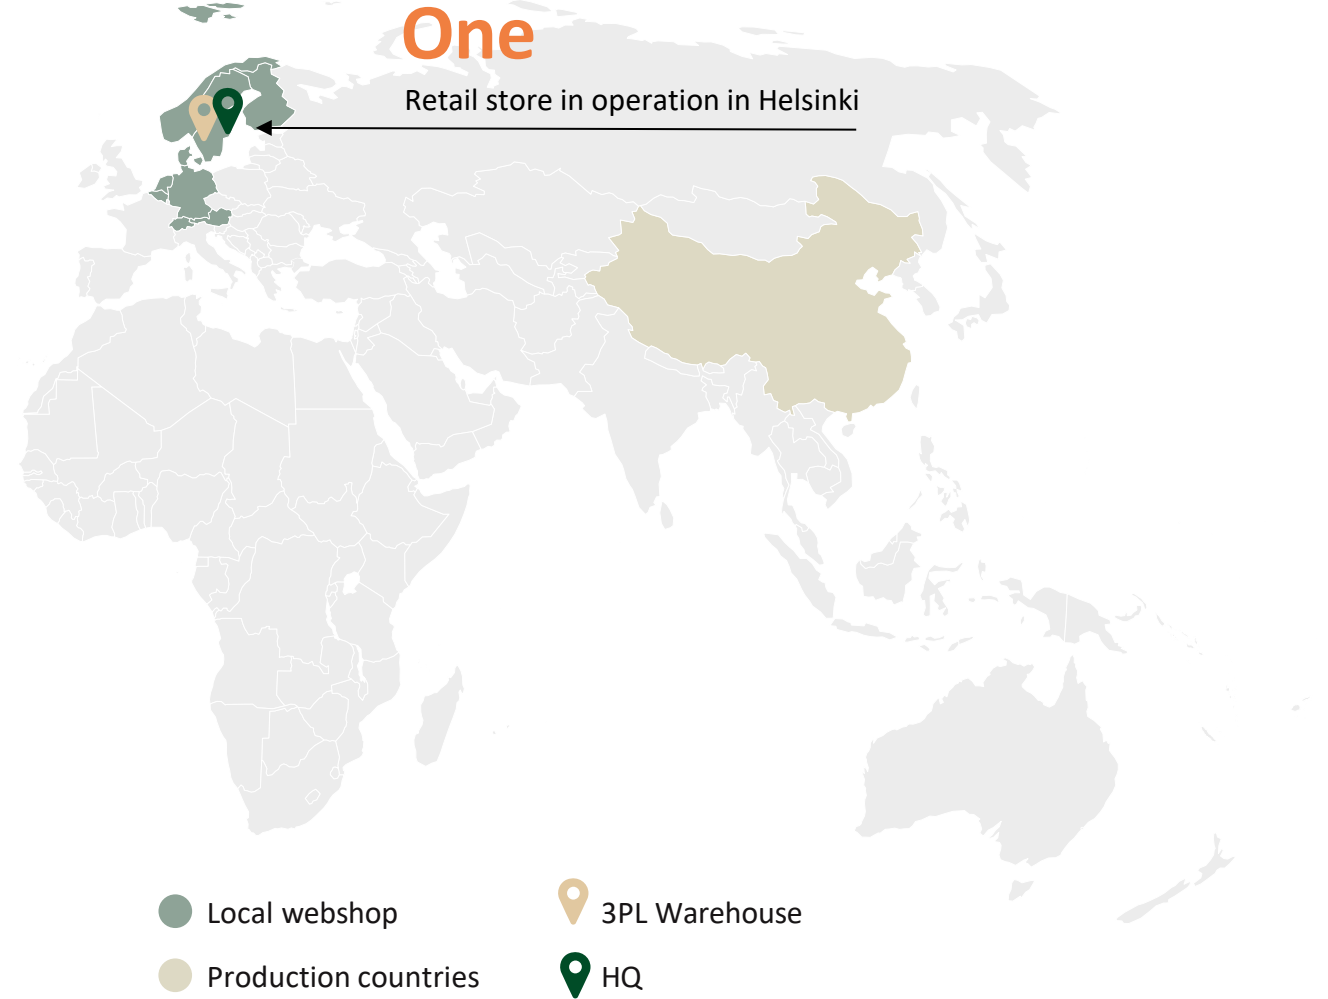 One
Retail store in operation in Helsinki
Local webshop
3PL Warehouse
Production countries
HQ